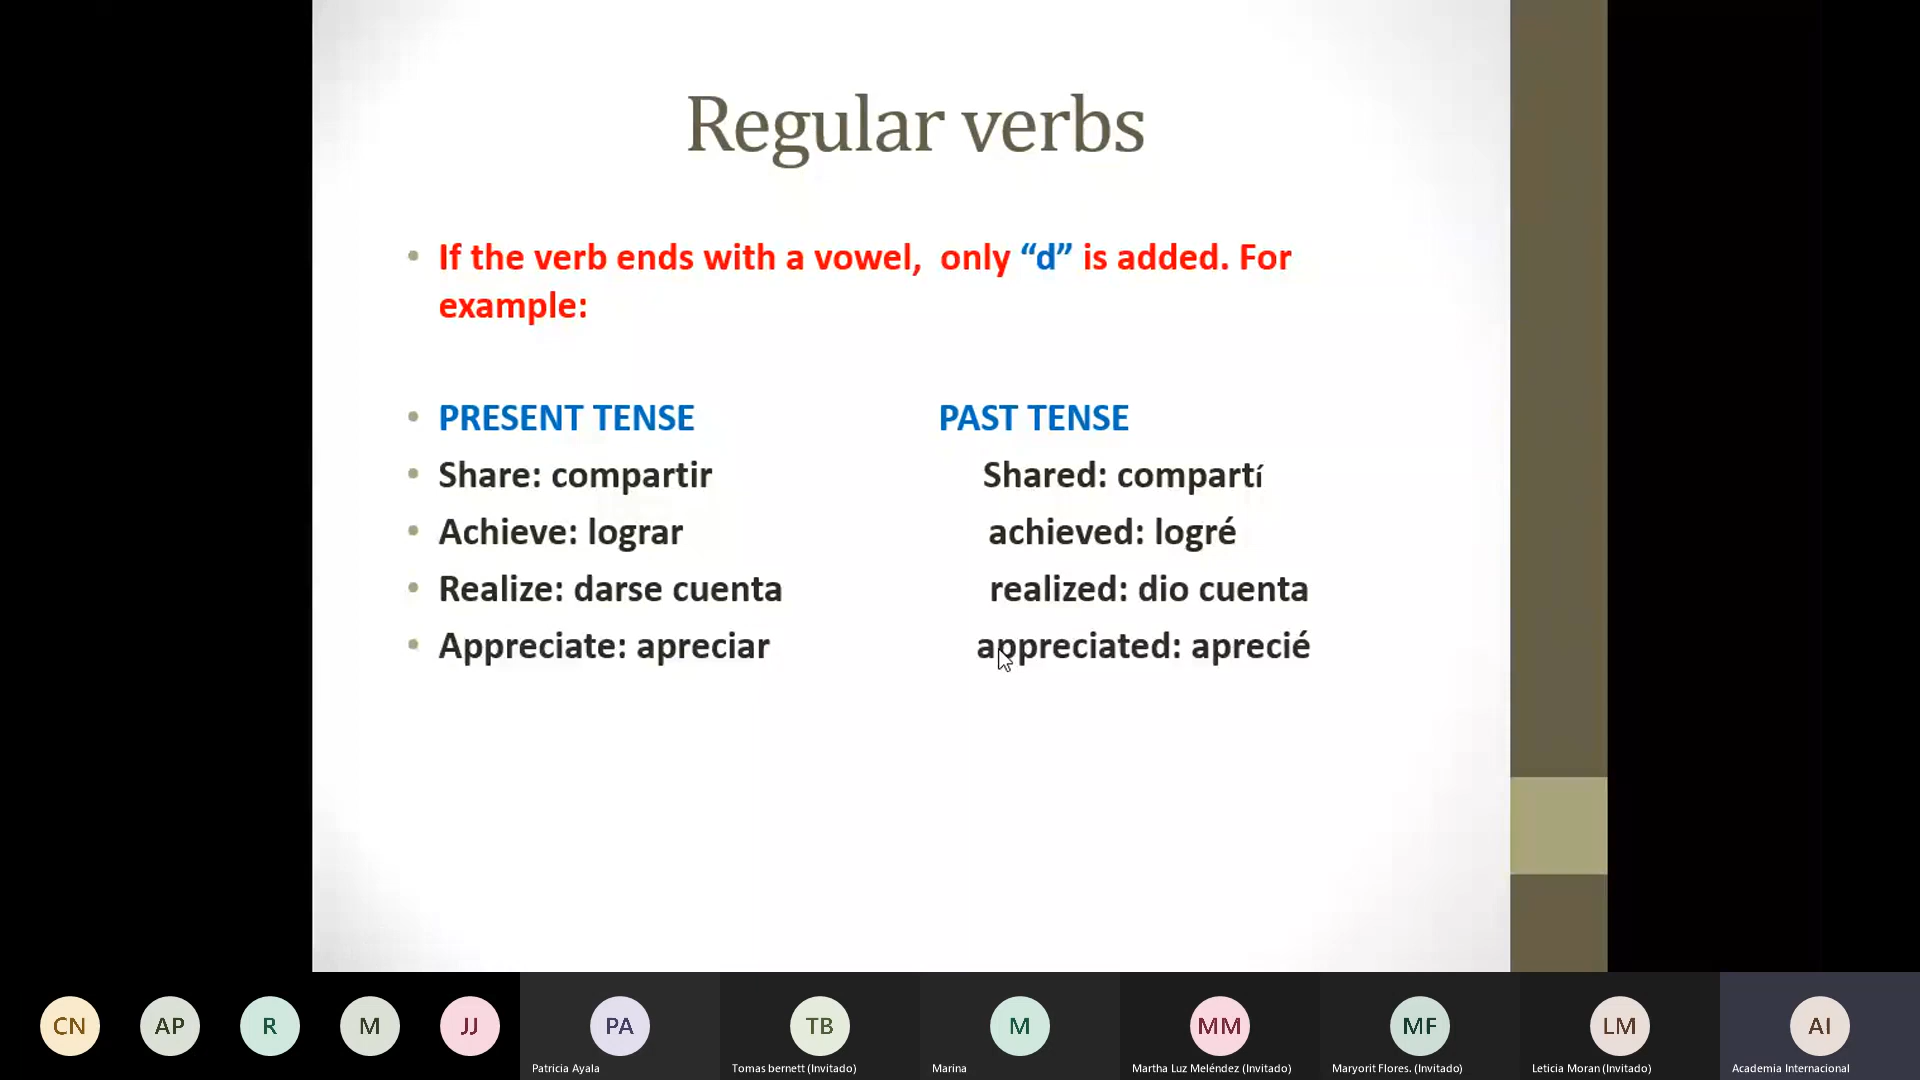 Regular verbs
• If the verb ends with a vowel,  only “d” is added. For
example:
• PRESENT TENSE PAST TENSE
• Share: compartir Shared: compartí
• Achieve: lograr achieved: logré
• Realize: darse cuenta realized: dio cuenta
• Appreciate: apreciar appreciated: aprecié
CN AP R M JJ PA TB M MM MF LM AI
Patricia Ayala Tomas bernett (Invitado) Marina Martha Luz Meléndez (Invitado) Maryorit Flores. (Invitado) Leticia Moran (Invitado) Academia Internacional